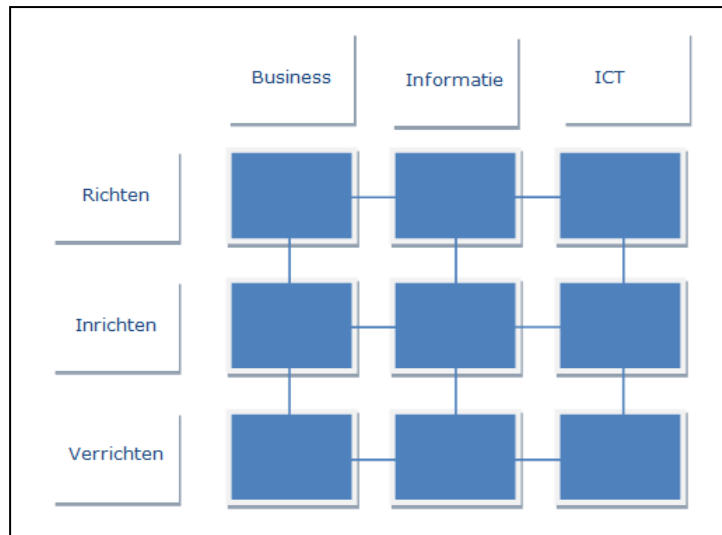 Business
Informatie
ICT
Richten
Inrichten
Verrichten